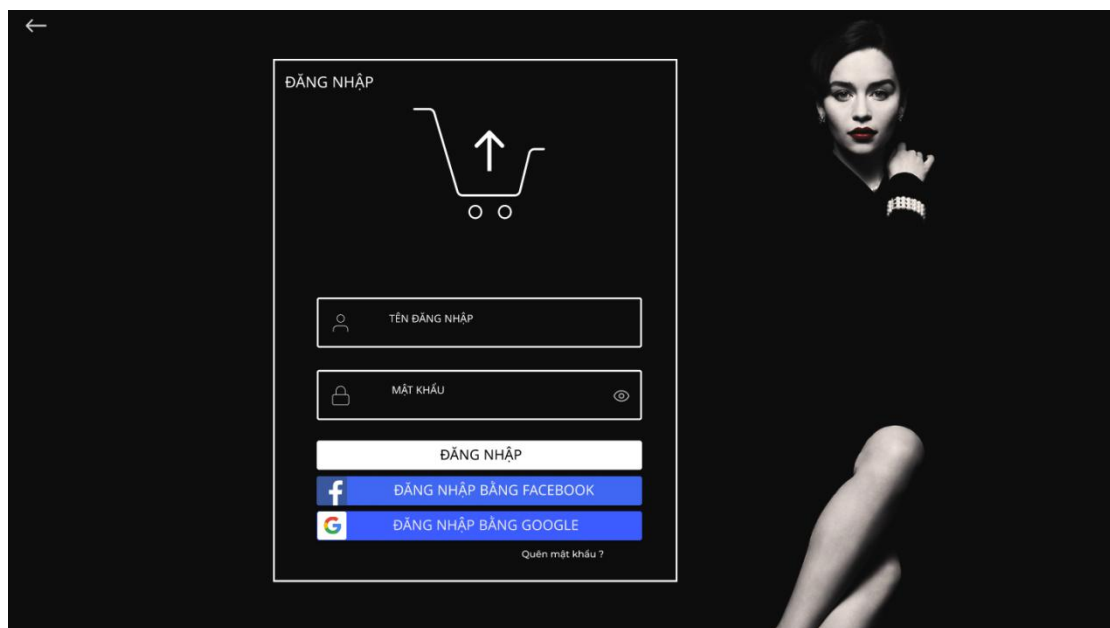 ĐĂNG NHẬP
TÊN ĐĂNG NHẬP
MẬT KHẨU
ĐĂNG NHẬP
ĐĂNG NHẬP BẰNG FACEBOOK
ĐĂNG NHẬP BẰNG GOOGLE
Quên mật khẩu ?